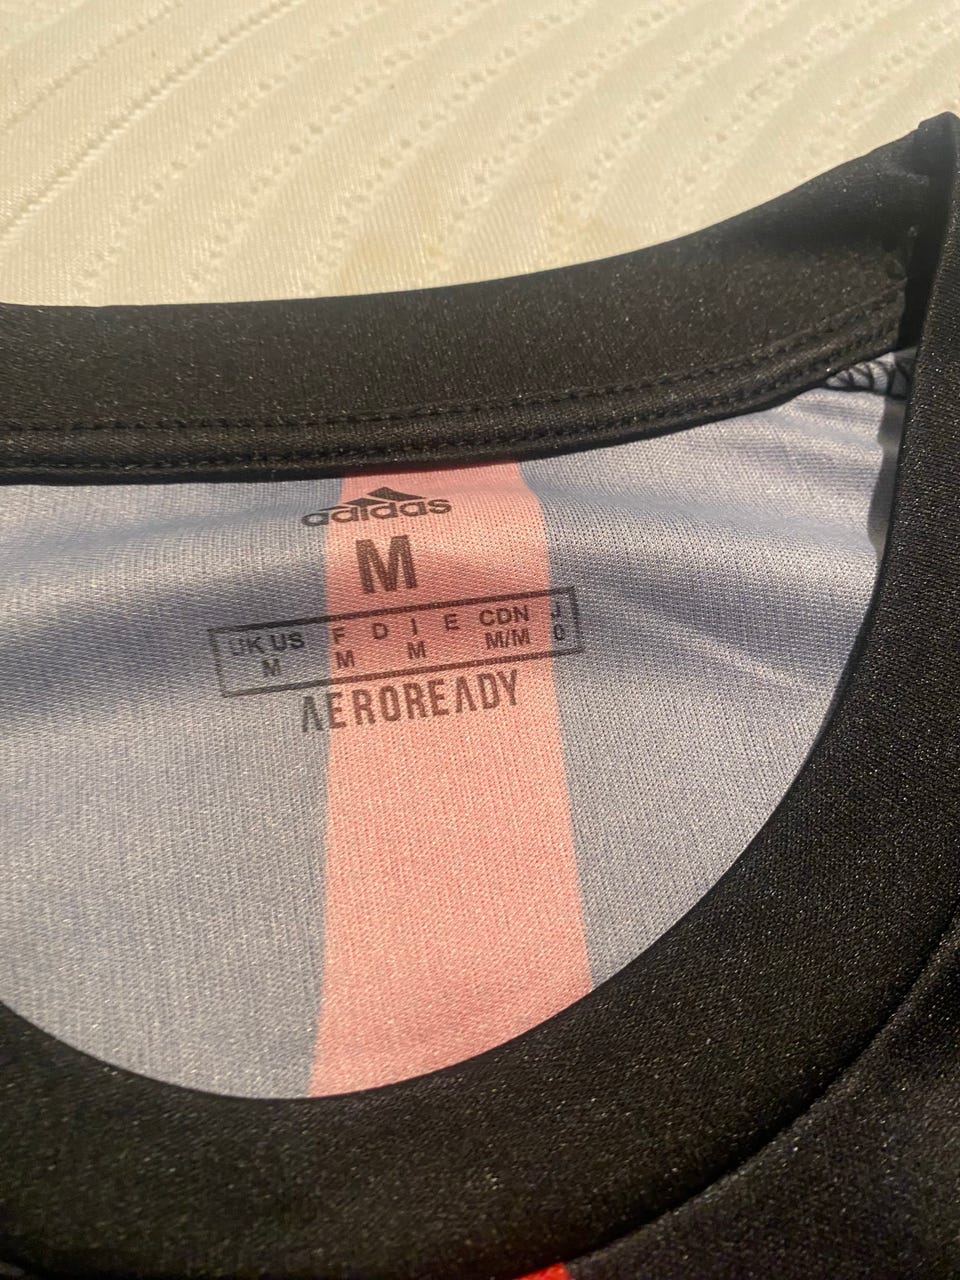 adidas
M
UK US F D I E CDN J
M M M M/M O
AEROREADY